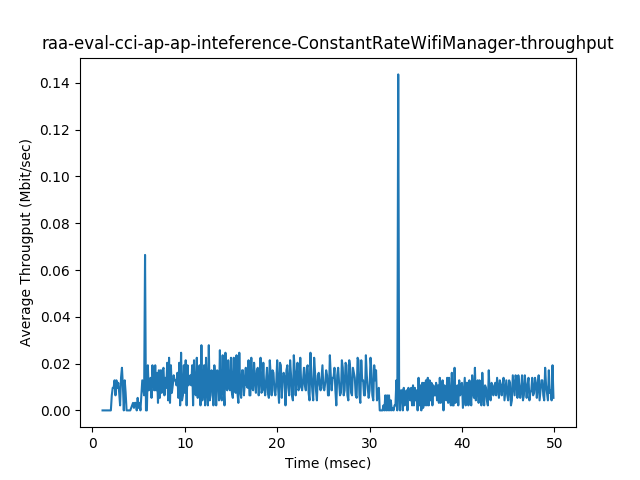 raa-eval-cci-ap-ap-inteference-ConstantRateWifiManager-throughput
0.14
0.12
0.10
0.08
0.06
0.04
0.02
0.00
Average Througput (Mbit/sec)
0 10 20 30 40 50
Time (msec)